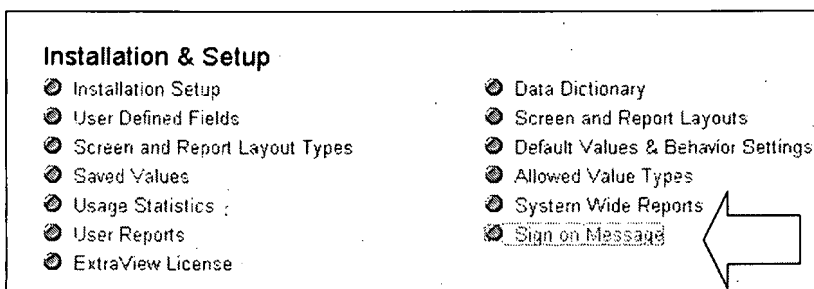 Installation & Setup
Installation Setup
User Defined Fields
Screen and Report Layout Types
Saved Values
Usage Statistics
User Reports
ExtraView License
Data Dictionary
Screen and Report Layouts
Default Values & Behavior Settings
Allowed Value Types
System Wide Reports
Sign on Message